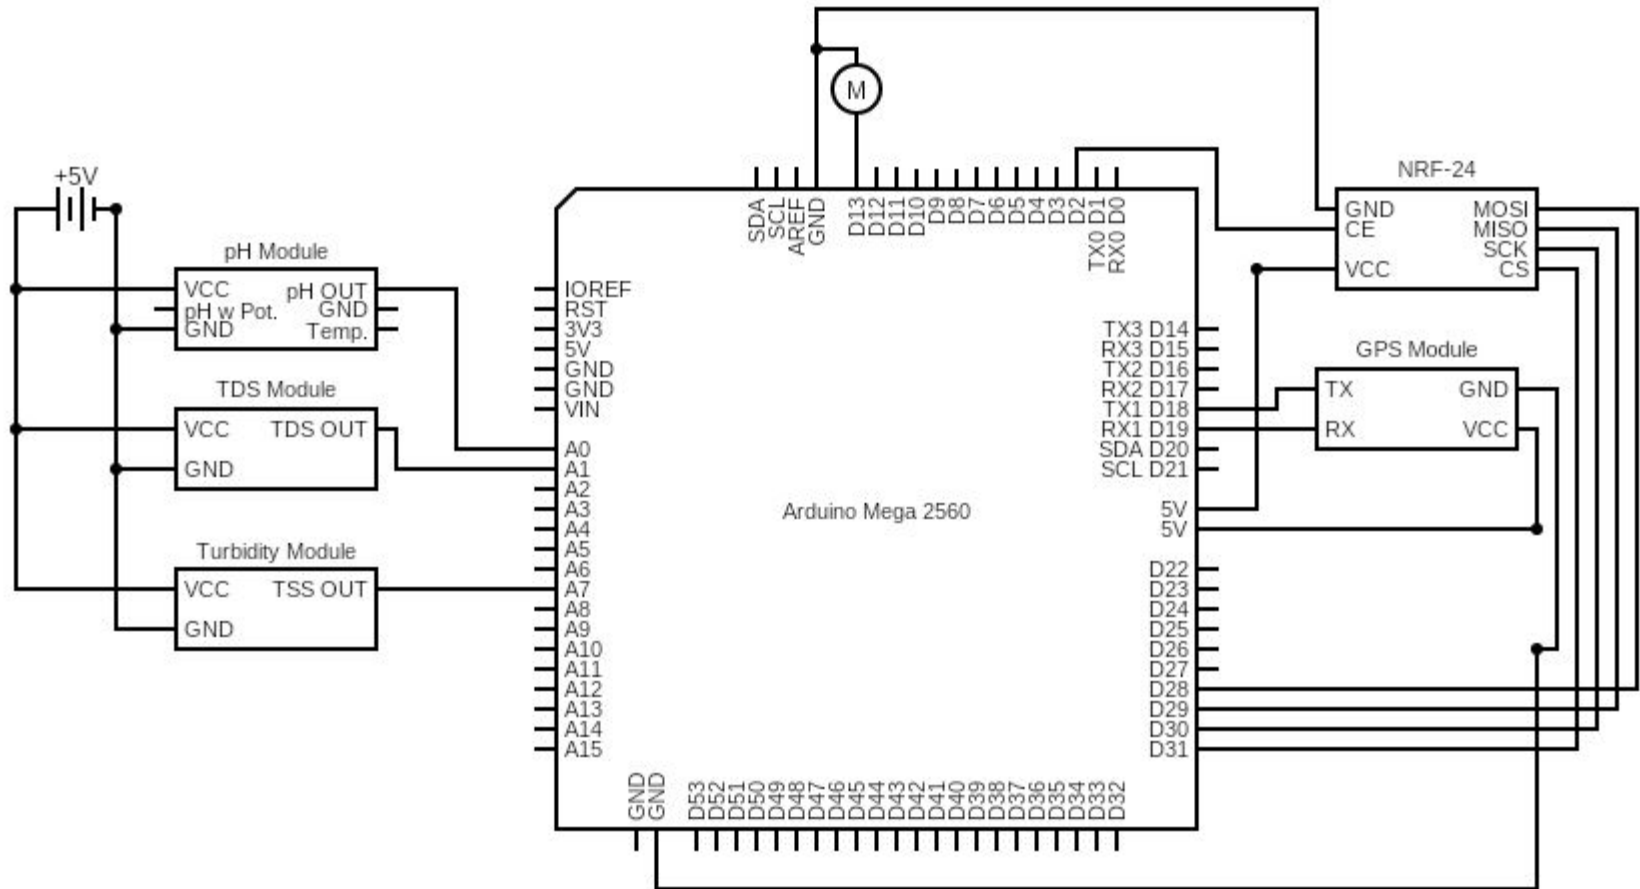 NRF-24
+5V
GND MOSI
CE MISO
SCK
VCC CS
SDA
SCL
AREF
GND
D13
D12
D11
D10
D9
D8
D7
D6
D5
D4
D3
D2
TX0 D1
RX0 D0
pH Module
VCC pH OUT
pH w Pot. GND
GND Temp.
IOREF
RST
3V3
5V
GND
GND
VIN
TX3 D14
RX3 D15
TX2 D16
RX2 D17
TX1 D18
RX1 D19
SDA D20
SCL D21
GPS Module
TX GND
RX VCC
TDS Module
VCC TDS OUT
GND
A0
A1
A2
A3
A4
A5
A6
A7
A8
A9
A10
A11
A12
A13
A14
A15
Arduino Mega 2560
5V
5V
Turbidity Module
VCC TSS OUT
GND
D22
D23
D24
D25
D26
D27
D28
D29
D30
D31
GND
GND
D53
D52
D51
D50
D49
D48
D47
D46
D45
D44
D43
D42
D41
D40
D39
D38
D37
D36
D35
D34
D33
D32
M